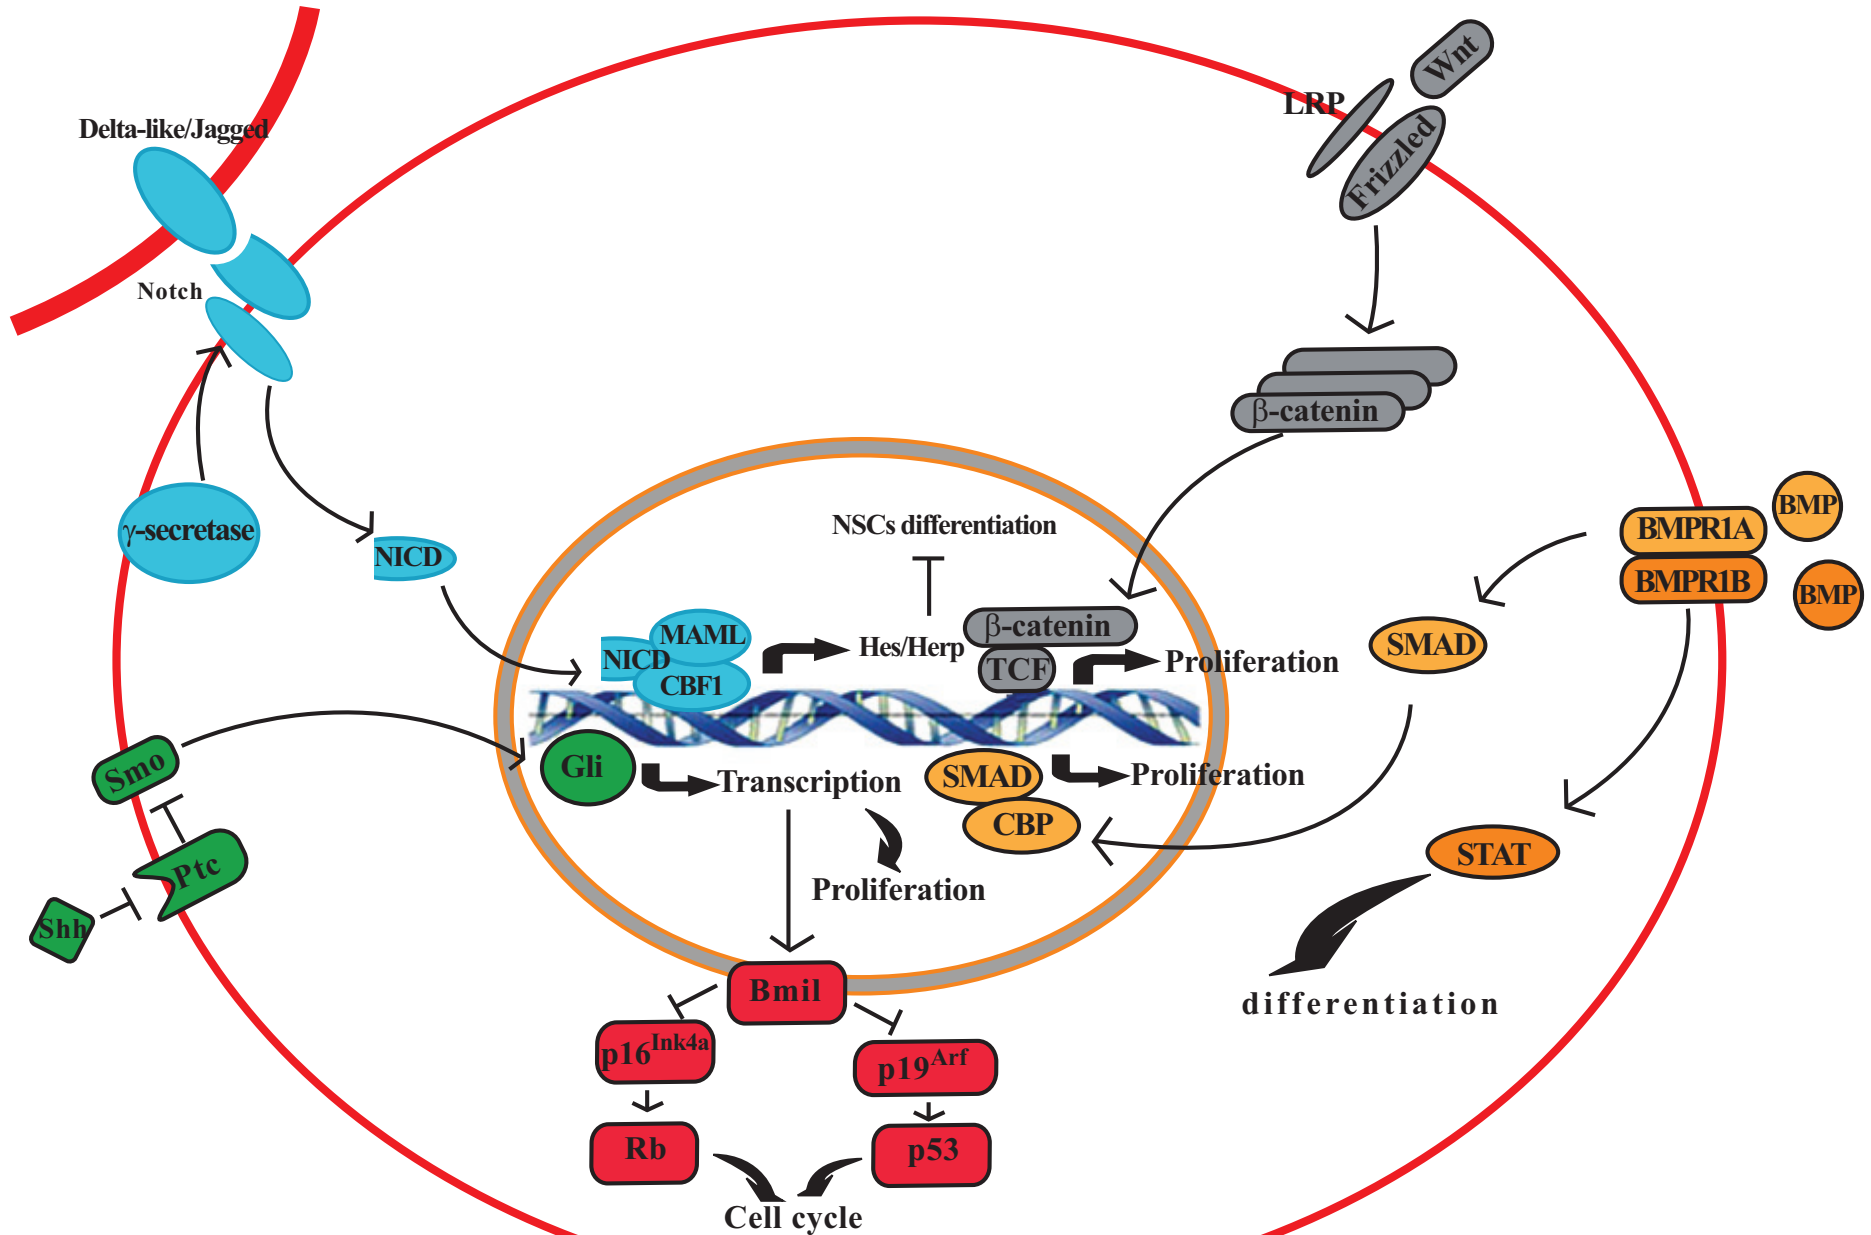 Wnt
LRP
Frizzled
Delta-like/Jagged
Notch
β-catenin
γ-secretase
NICD
NSCs differentiation
BMP
BMPR1A
BMPR1B
BMP
SMAD
MAML
NICD
CBF1
Hes/Herp
β-catenin
TCF
Proliferation
Smo
Gli
Transcription
SMAD
CBP
Proliferation
Proliferation
STAT
Ptc
Shh
differentiation
Bmil
p16Ink4a
p19Arf
Rb
p53
Cell cycle